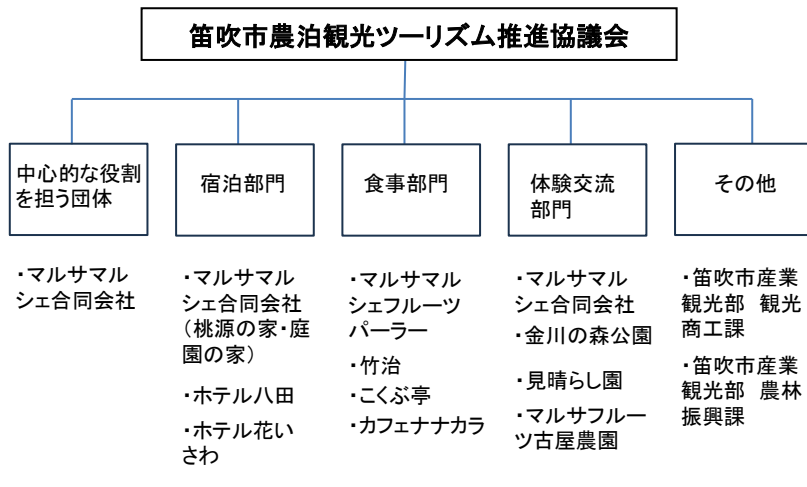 笛吹市農泊観光ツーリズム推進協議会
中心的な役割
を担う団体
宿泊部門
食事部門
体験交流
部門
その他
・マルサマル
シェ合同会社
・マルサマル
シェ合同会社
（桃源の家・庭
園の家）
・ホテル八田
・ホテル花い
さわ
・マルサマル
シェフルーツ
パーラー
・竹治
・こくぶ亭
・カフェナナカラ
・マルサマル
シェ合同会社
・金川の森公園
・見晴らし園
・マルサフルー
ツ古屋農園
・笛吹市産業
観光部 観光
商工課
・笛吹市産業
観光部 農林
振興課